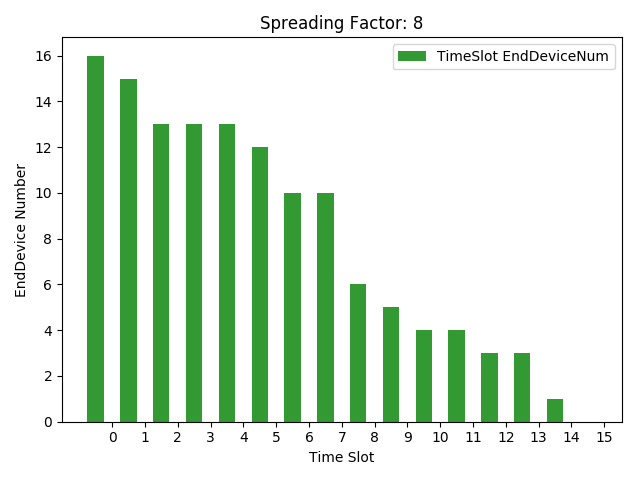 Spreading Factor: 8
TimeSlot EndDeviceNum
EndDevice Number
16
14
12
10
8
6
4
2
0
0 1 2 3 4 5 6 7 8 9 10 11 12 13 14 15
Time Slot